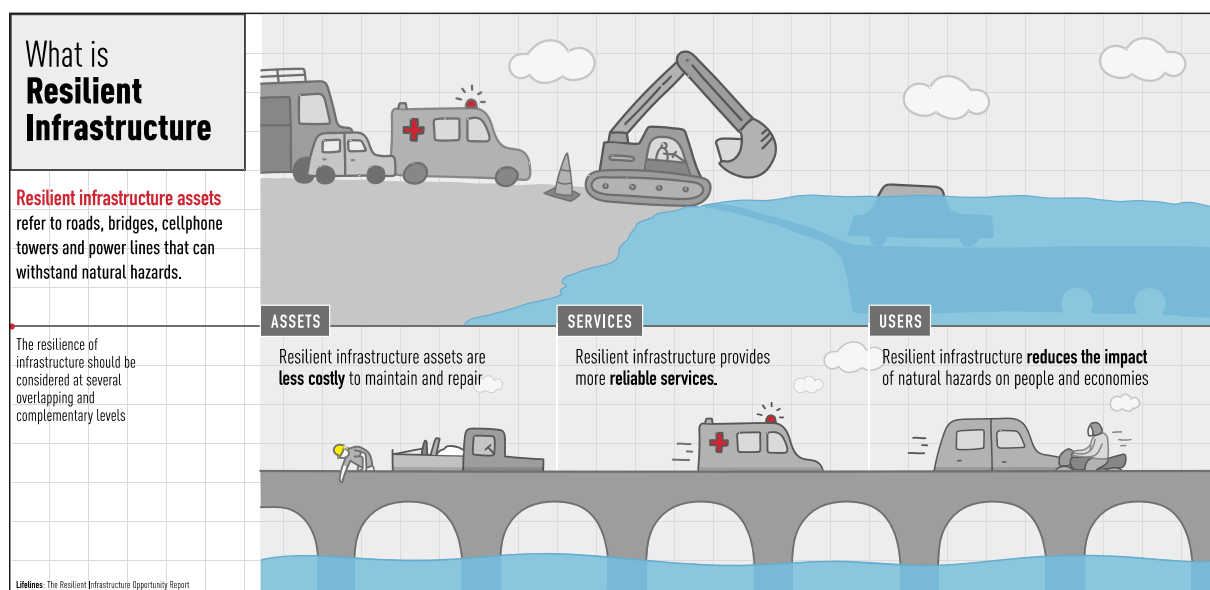 What is
Resilient
Infrastructure
Resilient infrastructure assets
refer to roads, bridges, cellphone
towers and power lines that can
withstand natural hazards.
The resilience of
infrastructure should be
considered at several
overlapping and
complementary levels
ASSETS
Resilient infrastructure assets are
less costly to maintain and repair
SERVICES
Resilient infrastructure provides
more reliable services.
USERS
Resilient infrastructure reduces the impact
of natural hazards on people and economies
Lifelines: The Resilient Infrastructure Opportunity Report